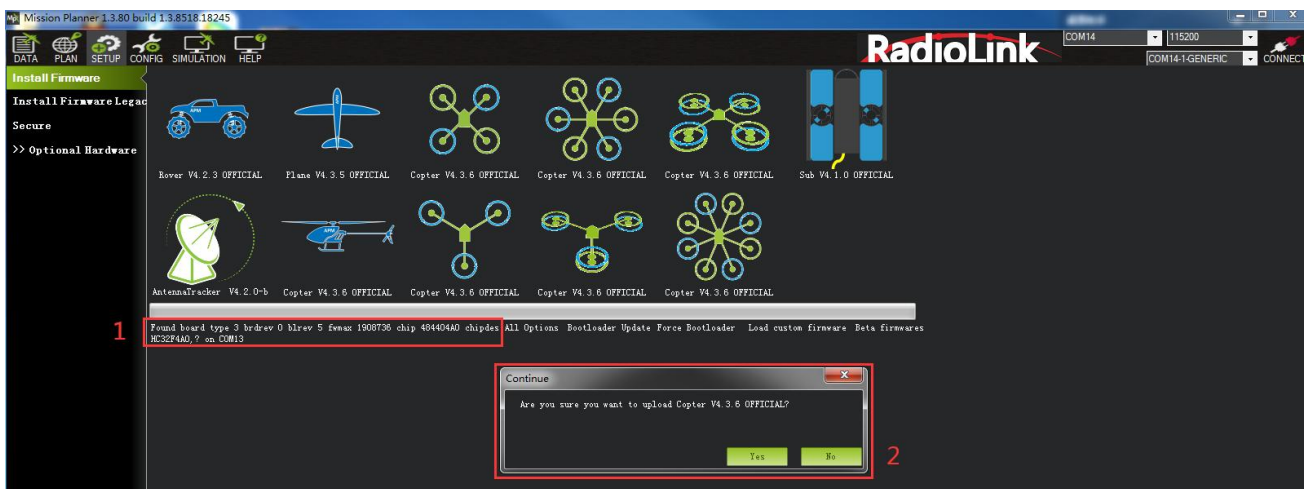 Mission Planner 1.3.80 build 1.3.8518.18245
DATA PLAN SETUP CONFIG SIMULATION HELP
RadioLink
COM14 115200
COM14-1-GENERIC CONNECT
Install Firmware
Install Firmware Legac
Secure
>> Optional Hardware
Rover V4.2.3 OFFICIAL Plane V4.3.5 OFFICIAL Copter V4.3.6 OFFICIAL Copter V4.3.6 OFFICIAL Copter V4.3.6 OFFICIAL Sub V4.1.0 OFFICIAL
AntennaTracker V4.2.0-b Copter V4.3.6 OFFICIAL Copter V4.3.6 OFFICIAL Copter V4.3.6 OFFICIAL Copter V4.3.6 OFFICIAL
1
Found board type 3 brdrev 0 blrev 5 fwmax 1908736 chip 484404A0 chipdes All Options Bootloader Update Force Bootloader Load custom firmware Beta firmwares
HC32F4A0,? on COM13
Continue
Are you sure you want to upload Copter V4.3.6 OFFICIAL?
Yes No
2